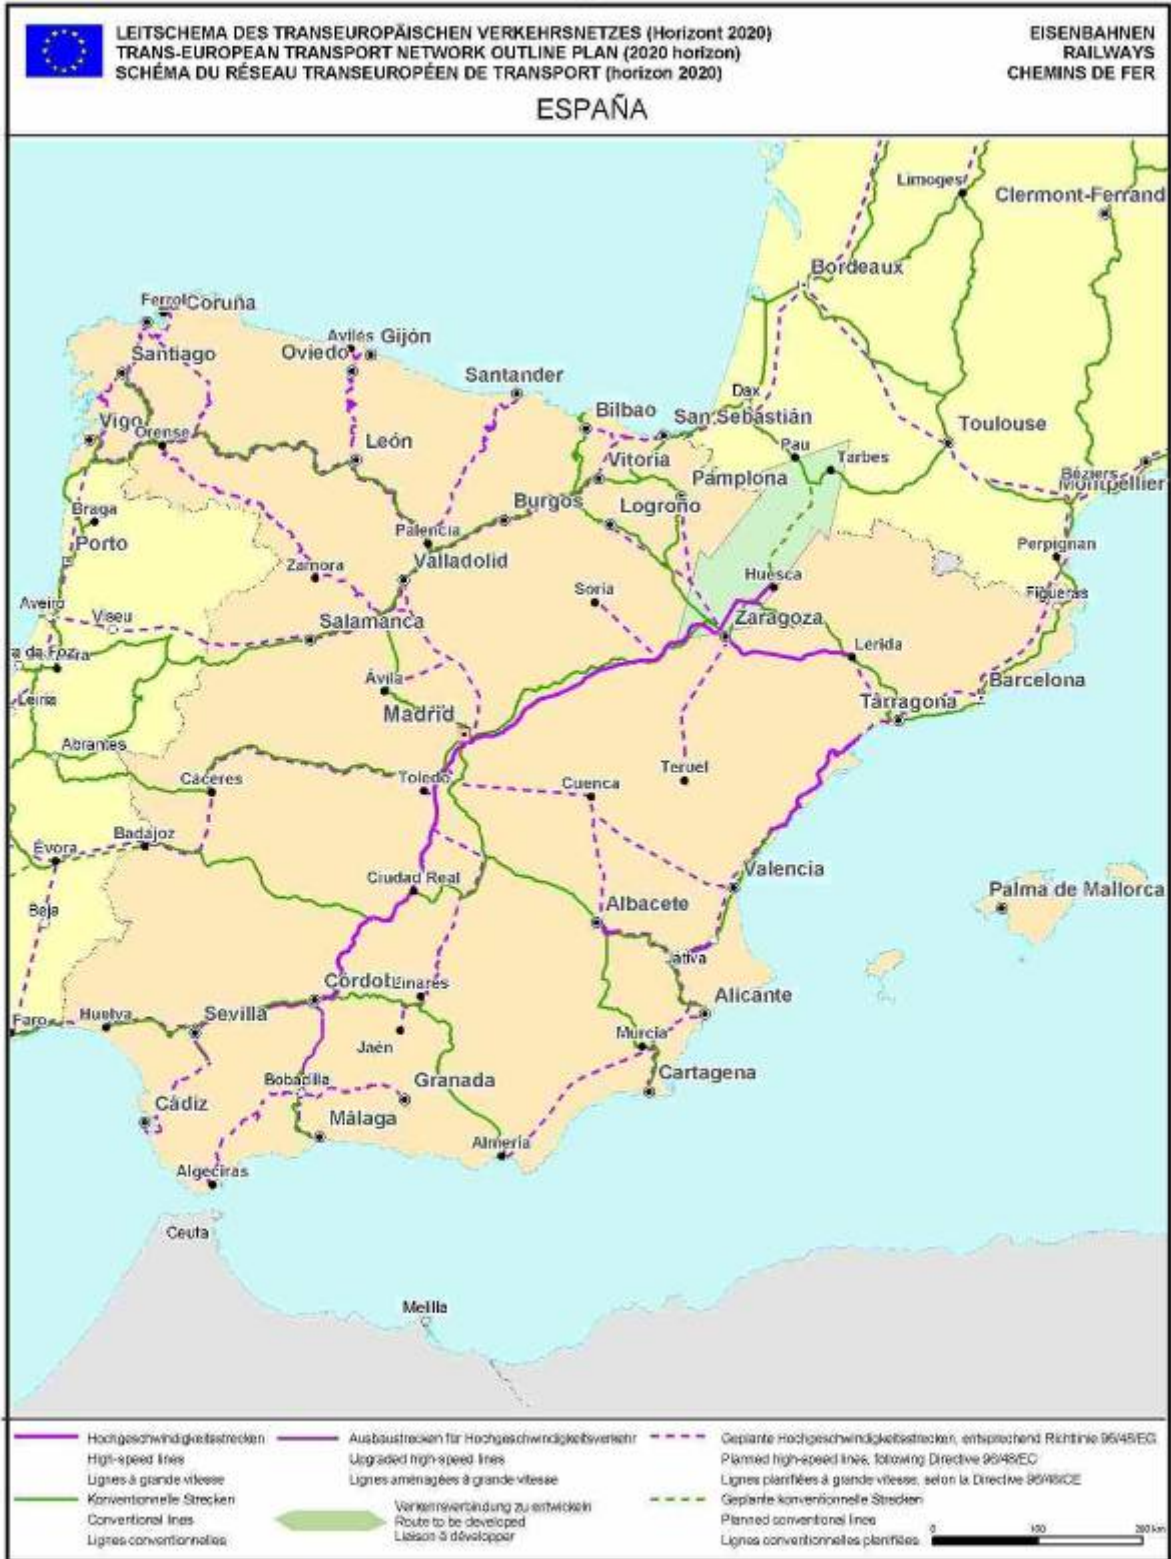 LEITSCHEMA DES TRANSEUROPÄISCHEN VERKEHRSNETZES (Horizont 2020)
TRANS-EUROPEAN TRANSPORT NETWORK OUTLINE PLAN (2020 horizon)
SCHÉMA DU RÉSEAU TRANSEUROPÉEN DE TRANSPORT (horizon 2020)
EISENBAHNEN
RAILWAYS
CHEMINS DE FER
ESPAÑA
Limoges
Clermont-Ferrand
Bordeaux
Ferrol
Coruña
Avilés
Gijón
Oviedo
Santiago
Santander
Dax
Bilbao
San Sebastián
Vigo
Orense
León
Toulouse
Pau
Tarbes
Vitoria
Pamplona
Béziers
Montpellier
Burgos
Logroño
Braga
Palencia
Porto
Perpignan
Valladolid
Zamora
Huesca
Soria
Figueras
Aveiro
Viseu
Salamanca
Zaragoza
Lerida
a da Foz
Ávila
Barcelona
Leiria
Madrid
Tarragona
Abrantes
Cáceres
Toledo
Cuenca
Teruel
Évora
Badajoz
Valencia
Ciudad Real
Palma de Mallorca
Beja
Albacete
Játiva
Córdoba
Linares
Alicante
Faro
Huelva
Sevilla
Murcia
Jaén
Cartagena
Bobadilla
Granada
Cádiz
Málaga
Almería
Algeciras
Ceuta
Melilla
Hochgeschwindigkeitsstrecken
High-speed lines
Lignes à grande vitesse
Konventionnelle Strecken
Conventional lines
Lignes conventionnelles
Ausbaustrecken für Hochgeschwindigkeitsverkehr
Upgraded high-speed lines
Lignes aménagées à grande vitesse
Verkehrsverbindung zu entwickeln
Route to be developed
Liaison à développer
Geplante Hochgeschwindigkeitsstrecken, entsprechend Richtlinie 96/48/EG
Planned high-speed lines, following Directive 96/48/EC
Lignes planifiées à grande vitesse, selon la Directive 96/48/CE
Geplante konventionelle Strecken
Planned conventional lines
Lignes conventionnelles planifiées
0 100 200 km